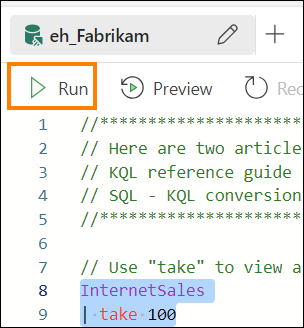 eh_Fabrikam
Run Preview
1 //**********************
2 // Here are two article
3 // KQL reference guide
4 // SQL - KQL conversion
5 //**********************
6
7 // Use "take" to view a
8 InternetSales
9 | take 100